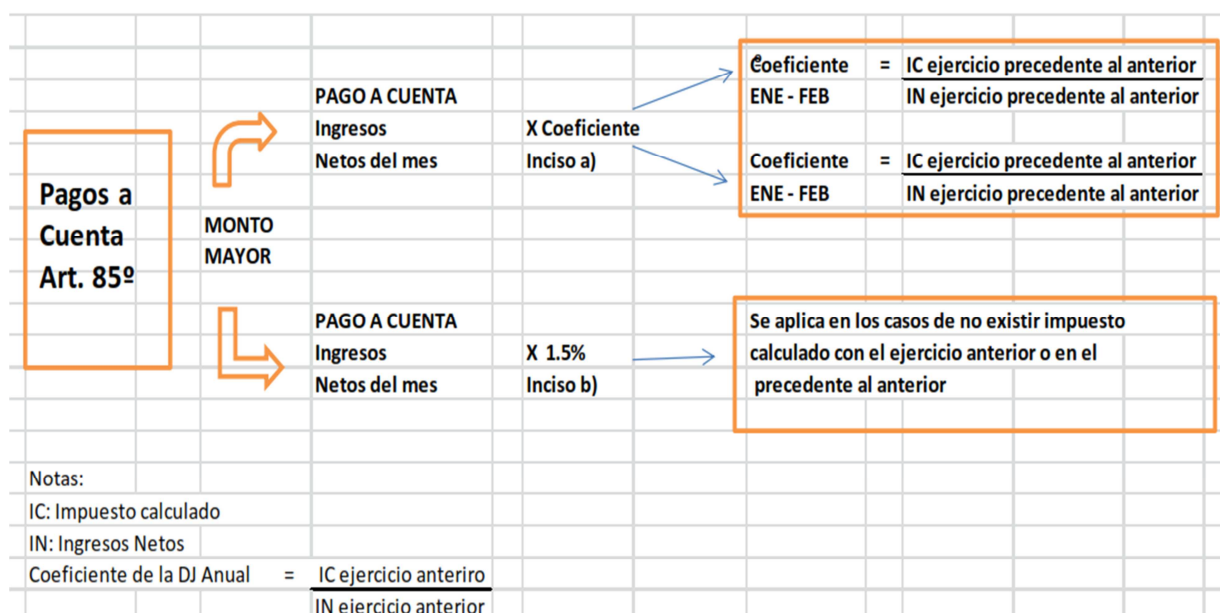 Coeficiente = IC ejercicio precedente al anterior
ENE - FEB IN ejercicio precedente al anterior
PAGO A CUENTA
Ingresos X Coeficiente
Netos del mes Inciso a)
Coeficiente = IC ejercicio precedente al anterior
ENE - FEB IN ejercicio precedente al anterior
Pagos a
Cuenta
Art. 85º
MONTO
MAYOR
PAGO A CUENTA
Ingresos X 1.5%
Netos del mes Inciso b)
Se aplica en los casos de no existir impuesto
calculado con el ejercicio anterior o en el
precedente al anterior
Notas:
IC: Impuesto calculado
IN: Ingresos Netos
Coeficiente de la DJ Anual = IC ejercicio anteriro
IN ejercicio anterior